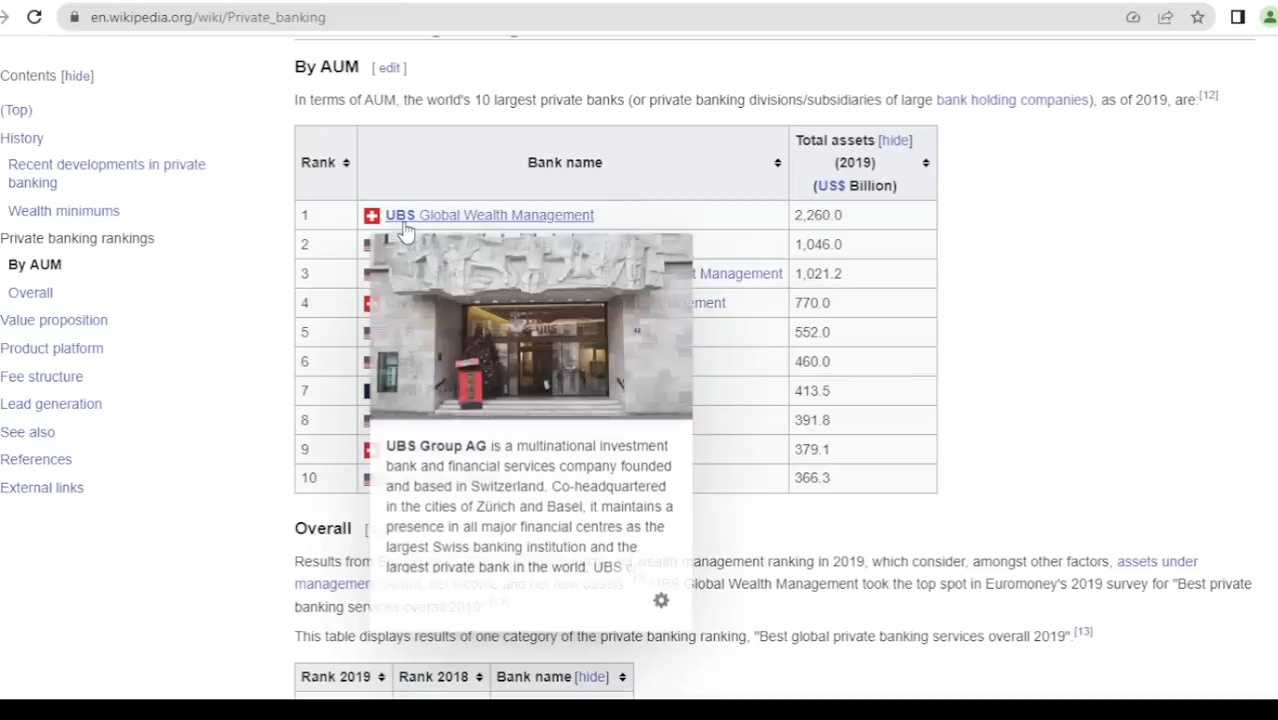 en.wikipedia.org/wiki/Private_banking
Contents [hide]
(Top)
History
Recent developments in private
banking
Wealth minimums
Private banking rankings
By AUM
Overall
Value proposition
Product platform
Fee structure
Lead generation
See also
References
External links
By AUM [ edit ]
In terms of AUM, the world's 10 largest private banks (or private banking divisions/subsidiaries of large bank holding companies), as of 2019, are:[12]
Rank Bank name Total assets [hide]
(2019)
(US$ Billion)
1 UBS Global Wealth Management 2,260.0
2 1,046.0
3 Management 1,021.2
4 770.0
5 552.0
6 460.0
7 413.5
8 391.8
9 379.1
10 366.3
UBS Group AG is a multinational investment
bank and financial services company founded
and based in Switzerland. Co-headquartered
in the cities of Zürich and Basel, it maintains a
presence in all major financial centres as the
largest Swiss banking institution and the
largest private bank in the world. UBS
Overall [
Results from wealth management ranking in 2019, which consider, amongst other factors, assets under
UBS Global Wealth Management took the top spot in Euromoney's 2019 survey for "Best private
banking services overall 2019".
This table displays results of one category of the private banking ranking, "Best global private banking services overall 2019".[13]
Rank 2019 Rank 2018 Bank name [hide]